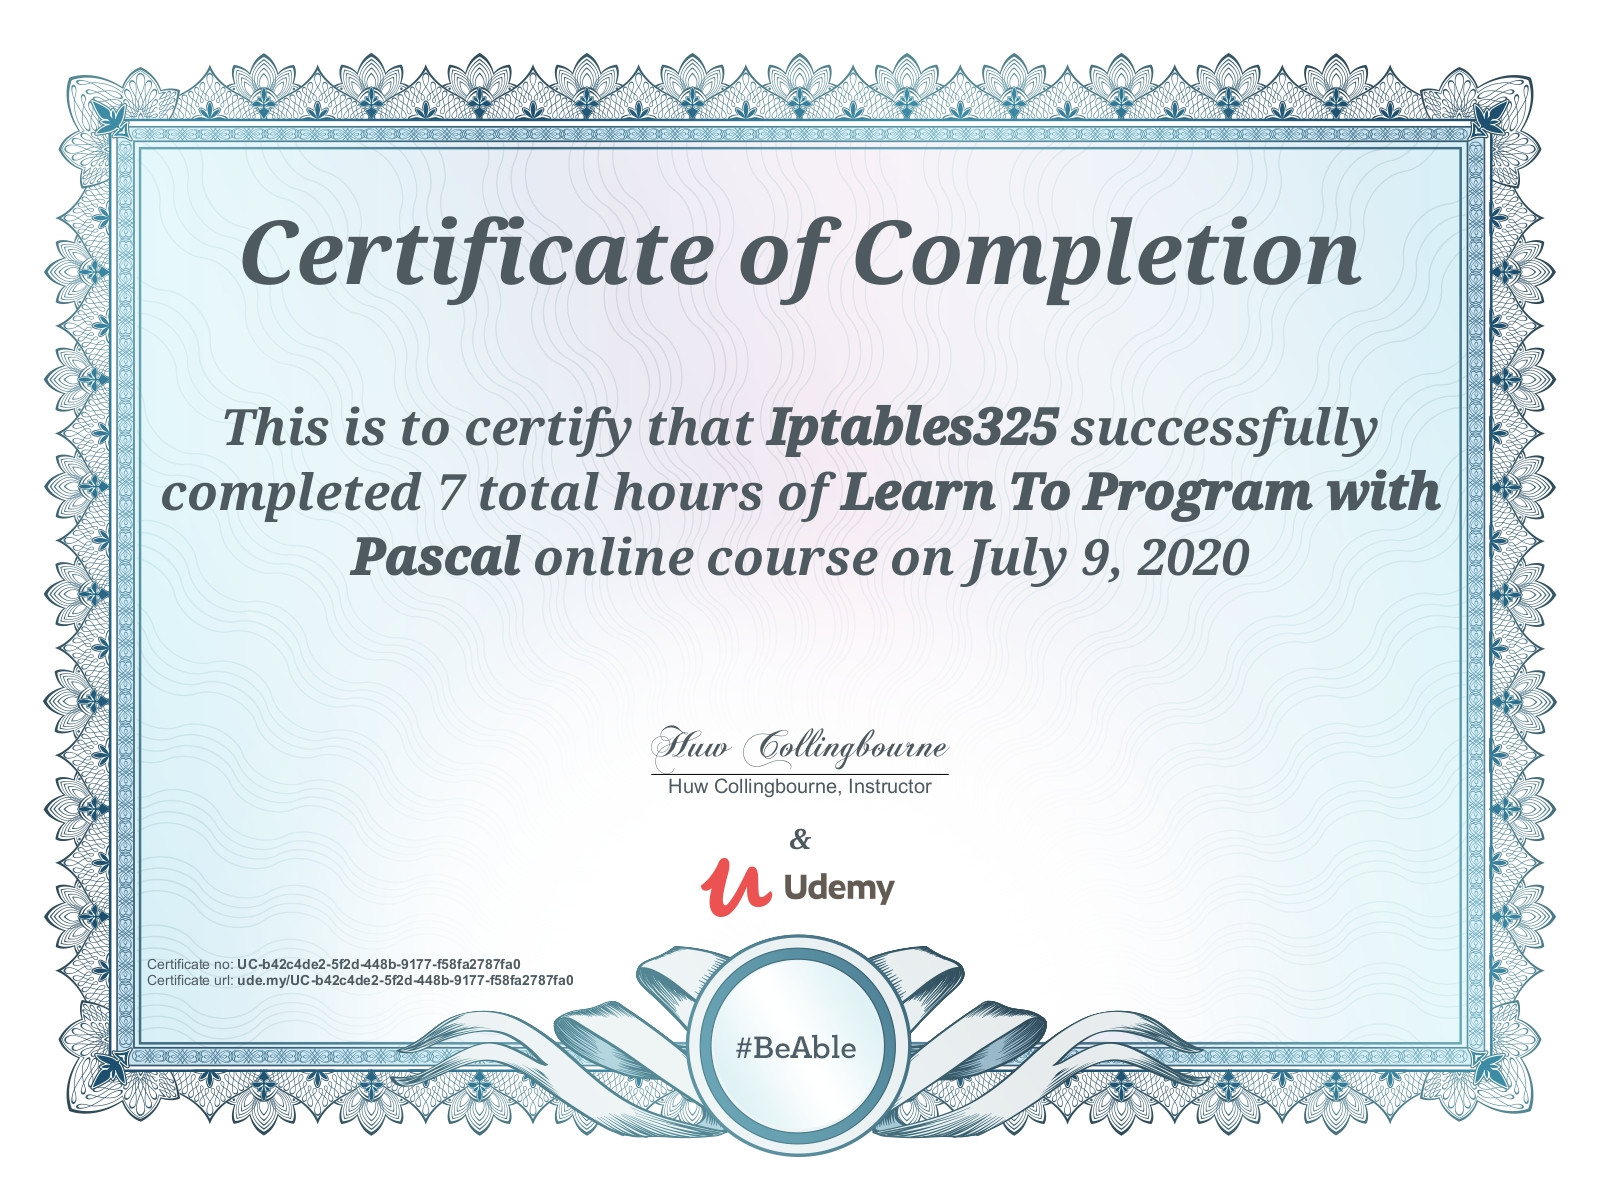 Certificate of Completion
This is to certify that Iptables325 successfully
completed 7 total hours of Learn To Program with
Pascal online course on July 9, 2020
Huw Collingbourne
Huw Collingbourne, Instructor
&
Udemy
Certificate no: UC-b42c4de2-5f2d-448b-9177-f58fa2787fa0
Certificate url: ude.my/UC-b42c4de2-5f2d-448b-9177-f58fa2787fa0
#BeAble